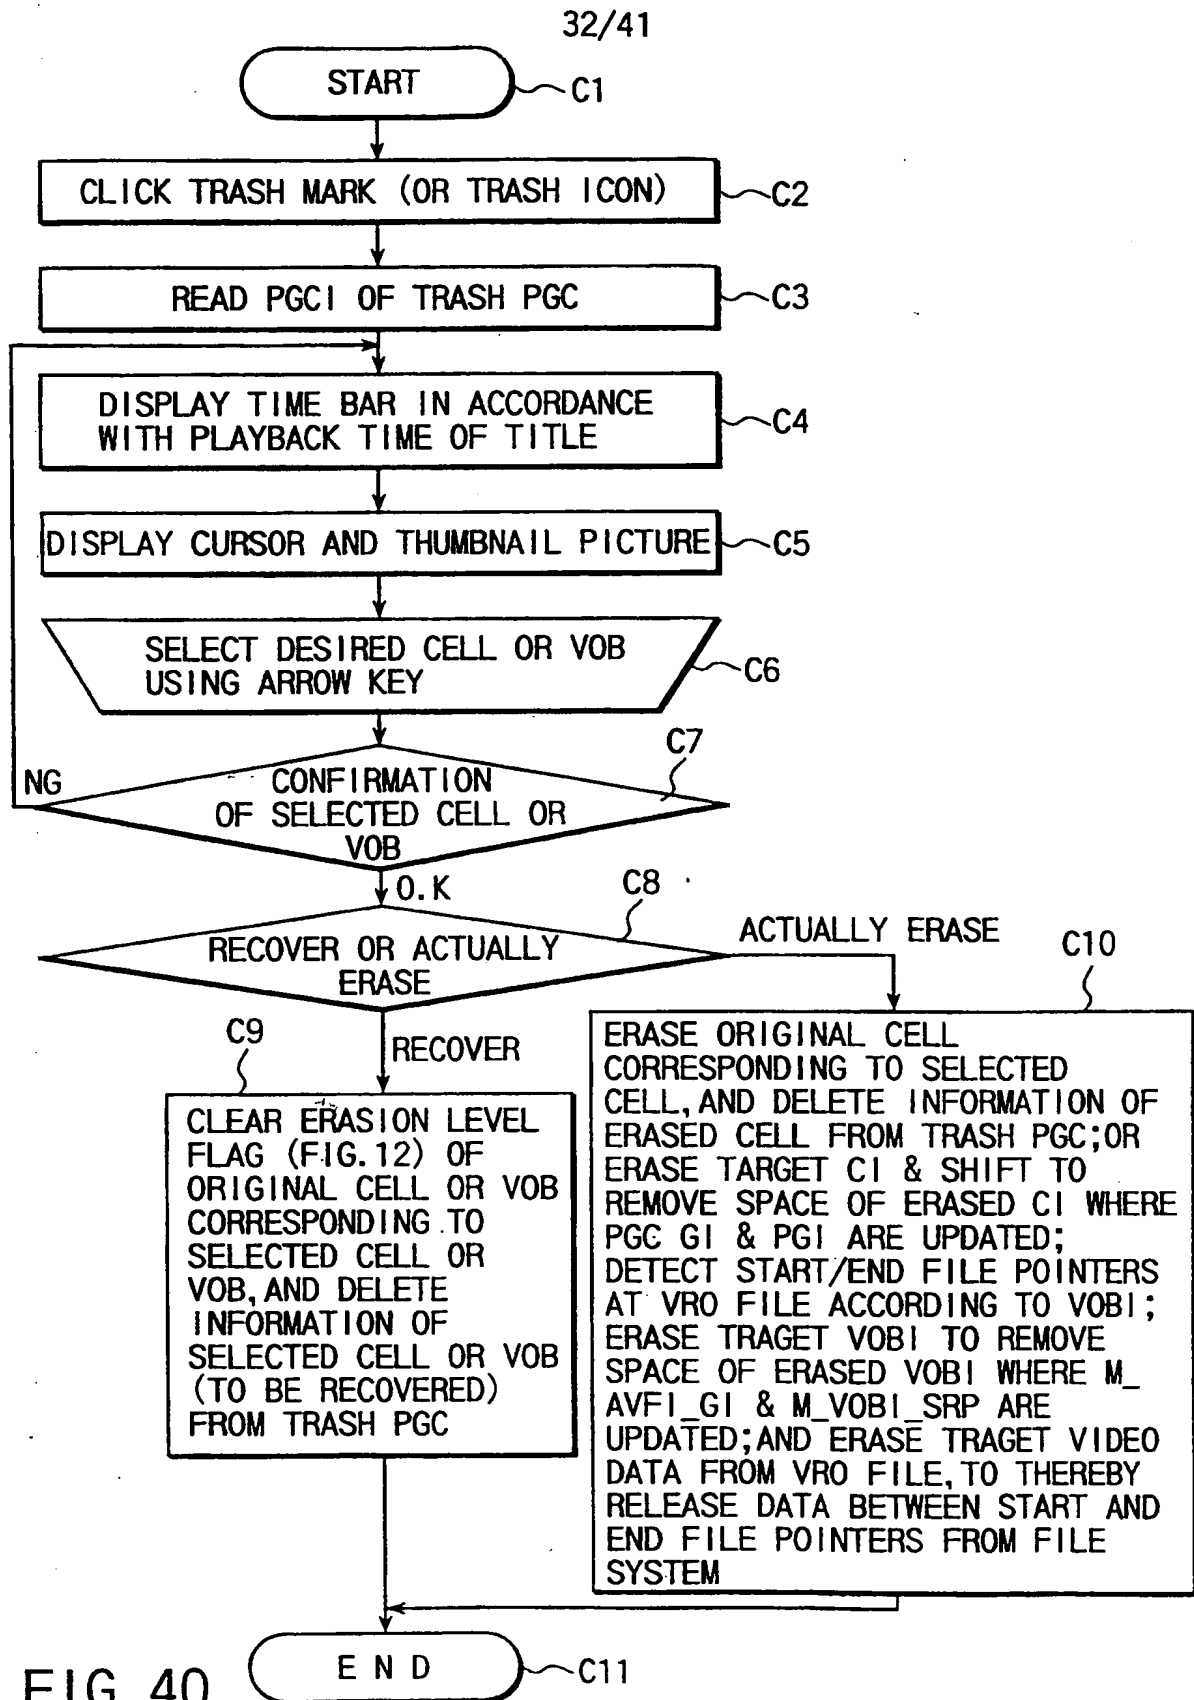 32/41
START
C1
CLICK TRASH MARK (OR TRASH ICON)
C2
READ PGCI OF TRASH PGC
C3
DISPLAY TIME BAR IN ACCORDANCE
WITH PLAYBACK TIME OF TITLE
C4
DISPLAY CURSOR AND THUMBNAIL PICTURE
C5
SELECT DESIRED CELL OR VOB
USING ARROW KEY
C6
C7
NG
CONFIRMATION
OF SELECTED CELL OR
VOB
O.K
C8
RECOVER OR ACTUALLY
ERASE
ACTUALLY ERASE
C10
C9
RECOVER
CLEAR ERASION LEVEL
FLAG (FIG.12) OF
ORIGINAL CELL OR VOB
CORRESPONDING TO
SELECTED CELL OR
VOB, AND DELETE
INFORMATION OF
SELECTED CELL OR VOB
(TO BE RECOVERED)
FROM TRASH PGC
ERASE ORIGINAL CELL
CORRESPONDING TO SELECTED
CELL, AND DELETE INFORMATION OF
ERASED CELL FROM TRASH PGC;OR
ERASE TARGET CI & SHIFT TO
REMOVE SPACE OF ERASED CI WHERE
PGC GI & PGI ARE UPDATED;
DETECT START/END FILE POINTERS
AT VRO FILE ACCORDING TO VOBI;
ERASE TRAGET VOBI TO REMOVE
SPACE OF ERASED VOBI WHERE M_
AVFI_GI & M_VOBI_SRP ARE
UPDATED;AND ERASE TRAGET VIDEO
DATA FROM VRO FILE, TO THEREBY
RELEASE DATA BETWEEN START AND
END FILE POINTERS FROM FILE
SYSTEM
END
C11
FIG. 40